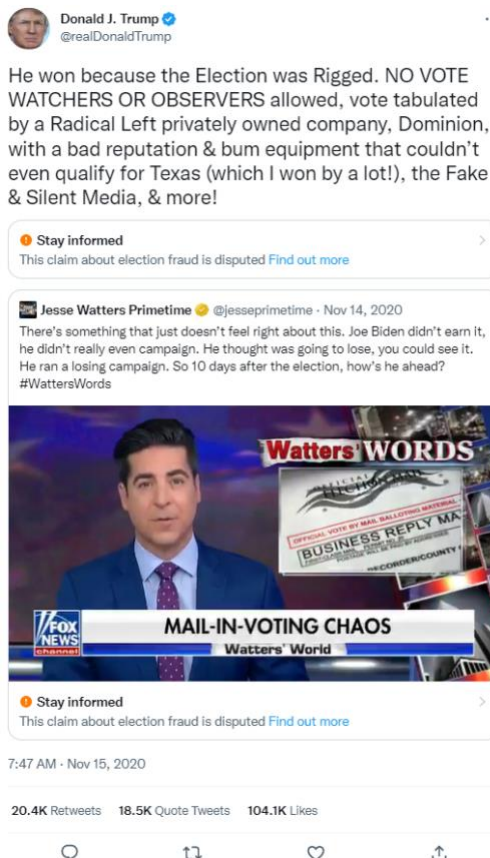 Donald J. Trump
@realDonaldTrump
He won because the Election was Rigged. NO VOTE
WATCHERS OR OBSERVERS allowed, vote tabulated
by a Radical Left privately owned company, Dominion,
with a bad reputation & bum equipment that couldn't
even qualify for Texas (which I won by a lot!), the Fake
& Silent Media, & more!
Stay informed
This claim about election fraud is disputed Find out more
Jesse Watters Primetime @jesseprimetime · Nov 14, 2020
There's something that just doesn't feel right about this. Joe Biden didn't earn it,
he didn't really even campaign. He thought was going to lose, you could see it.
He ran a losing campaign. So 10 days after the election, how's he ahead?
#WattersWords
Watters' WORDS
OFFICIAL
ELECTION MAIL
OFFICIAL VOTE BY MAIL BALLOTING MATERIAL
BUSINESS REPLY MA
RECORDER/COUNTY
FOX
NEWS
channel
MAIL-IN-VOTING CHAOS
Watters' World
Stay informed
This claim about election fraud is disputed Find out more
7:47 AM · Nov 15, 2020
20.4K Retweets 18.5K Quote Tweets 104.1K Likes